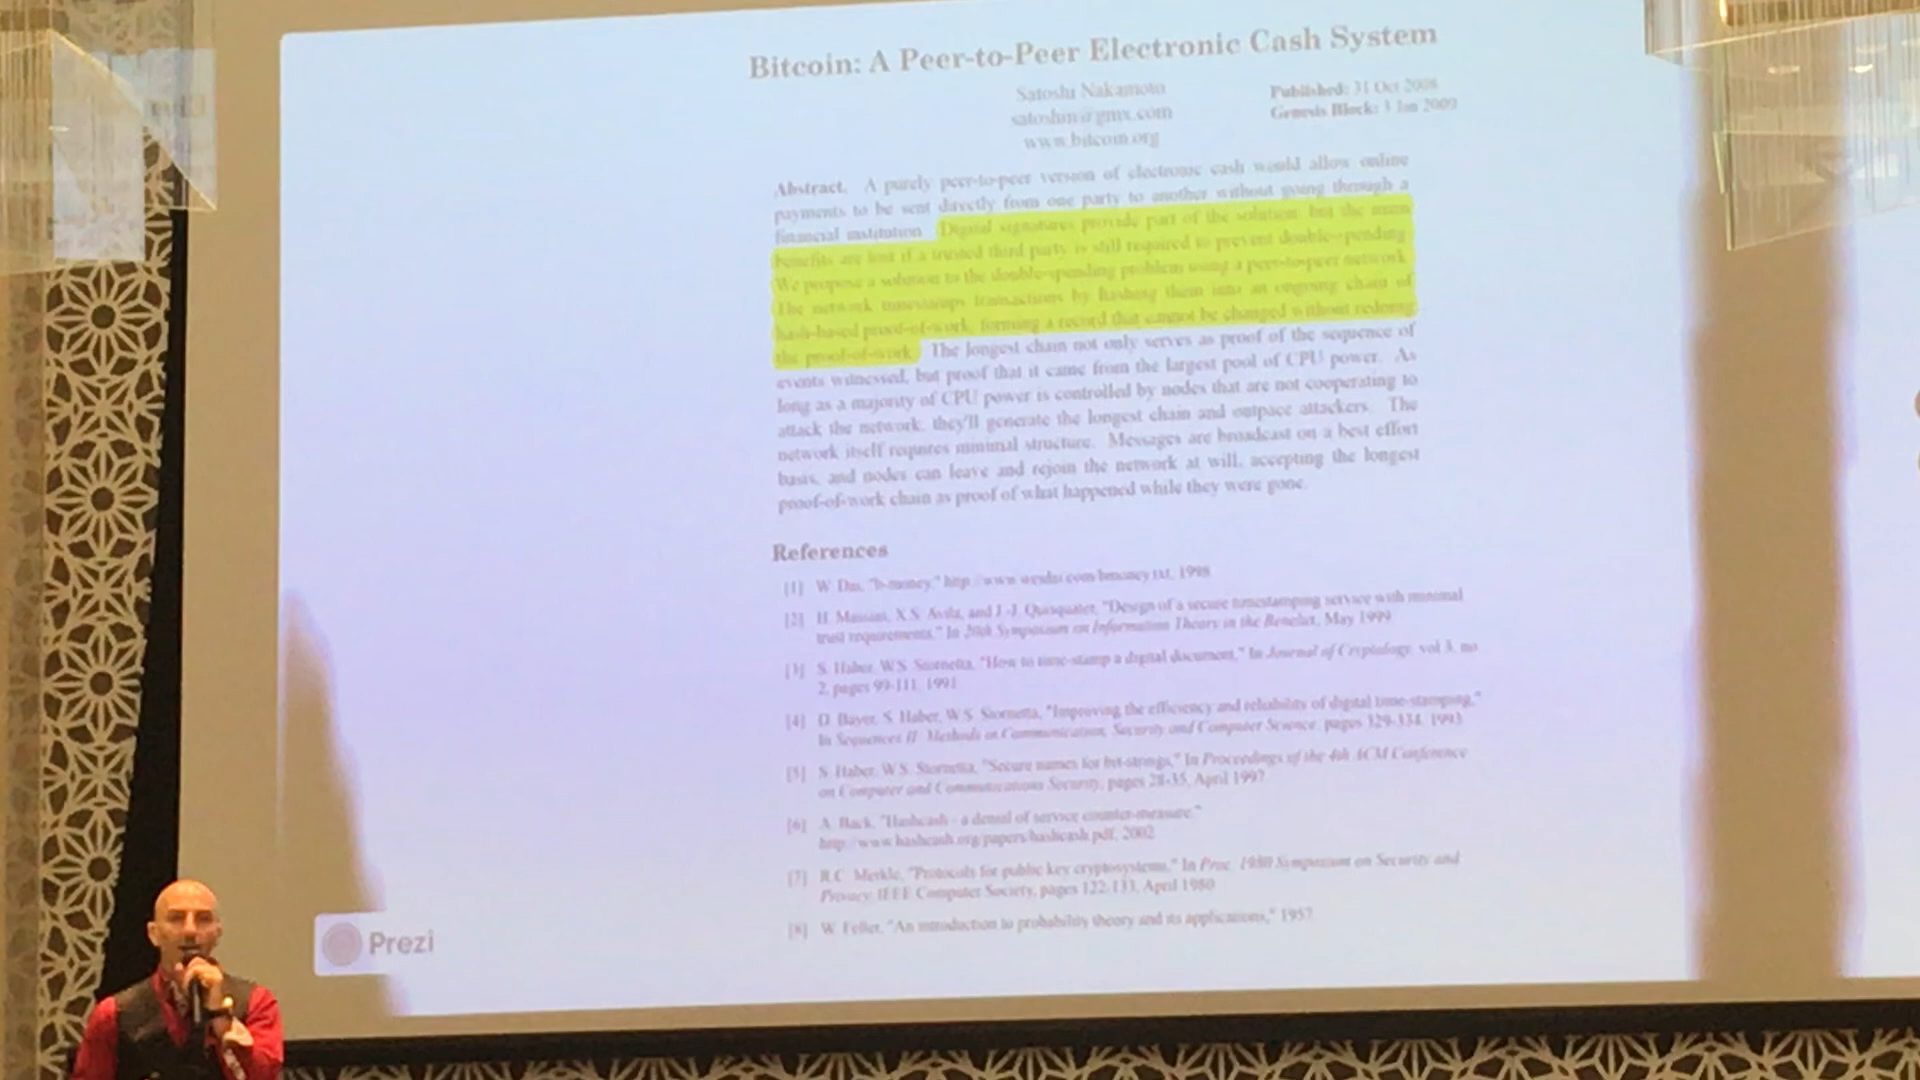 Bitcoin: A Peer-to-Peer Electronic Cash System
Satoshi Nakamoto
satoshin@gmx.com
www.bitcoin.org
Published: 31 Oct 2008
Genesis Block: 3 Jan 2009
Abstract. A purely peer-to-peer version of electronic cash would allow online
payments to be sent directly from one party to another without going through a
financial institution. Digital signatures provide part of the solution, but the main
benefits are lost if a trusted third party is still required to prevent double-spending.
We propose a solution to the double-spending problem using a peer-to-peer network.
The network timestamps transactions by hashing them into an ongoing chain of
hash-based proof-of-work, forming a record that cannot be changed without redoing
the proof-of-work. The longest chain not only serves as proof of the sequence of
events witnessed, but proof that it came from the largest pool of CPU power. As
long as a majority of CPU power is controlled by nodes that are not cooperating to
attack the network, they'll generate the longest chain and outpace attackers. The
network itself requires minimal structure. Messages are broadcast on a best effort
basis, and nodes can leave and rejoin the network at will, accepting the longest
proof-of-work chain as proof of what happened while they were gone.
References
[1] W. Dai, "b-money," http://www.weidai.com/bmoney.txt, 1998
[2] H. Massias, X.S. Avila, and J.-J. Quisquater, "Design of a secure timestamping service with minimal
trust requirements," In 20th Symposium on Information Theory in the Benelux, May 1999.
[3] S. Haber, W.S. Stornetta, "How to time-stamp a digital document," In Journal of Cryptology, vol 3, no
2, pages 99-111, 1991.
[4] D. Bayer, S. Haber, W.S. Stornetta, "Improving the efficiency and reliability of digital time-stamping,"
In Sequences II: Methods in Communication, Security and Computer Science, pages 329-334, 1993.
[5] S. Haber, W.S. Stornetta, "Secure names for bit-strings," In Proceedings of the 4th ACM Conference
on Computer and Communications Security, pages 28-35, April 1997.
[6] A. Back, "Hashcash - a denial of service counter-measure,"
http://www.hashcash.org/papers/hashcash.pdf, 2002.
[7] R.C. Merkle, "Protocols for public key cryptosystems," In Proc. 1980 Symposium on Security and
Privacy, IEEE Computer Society, pages 122-133, April 1980.
[8] W. Feller, "An introduction to probability theory and its applications," 1957.
Prezi